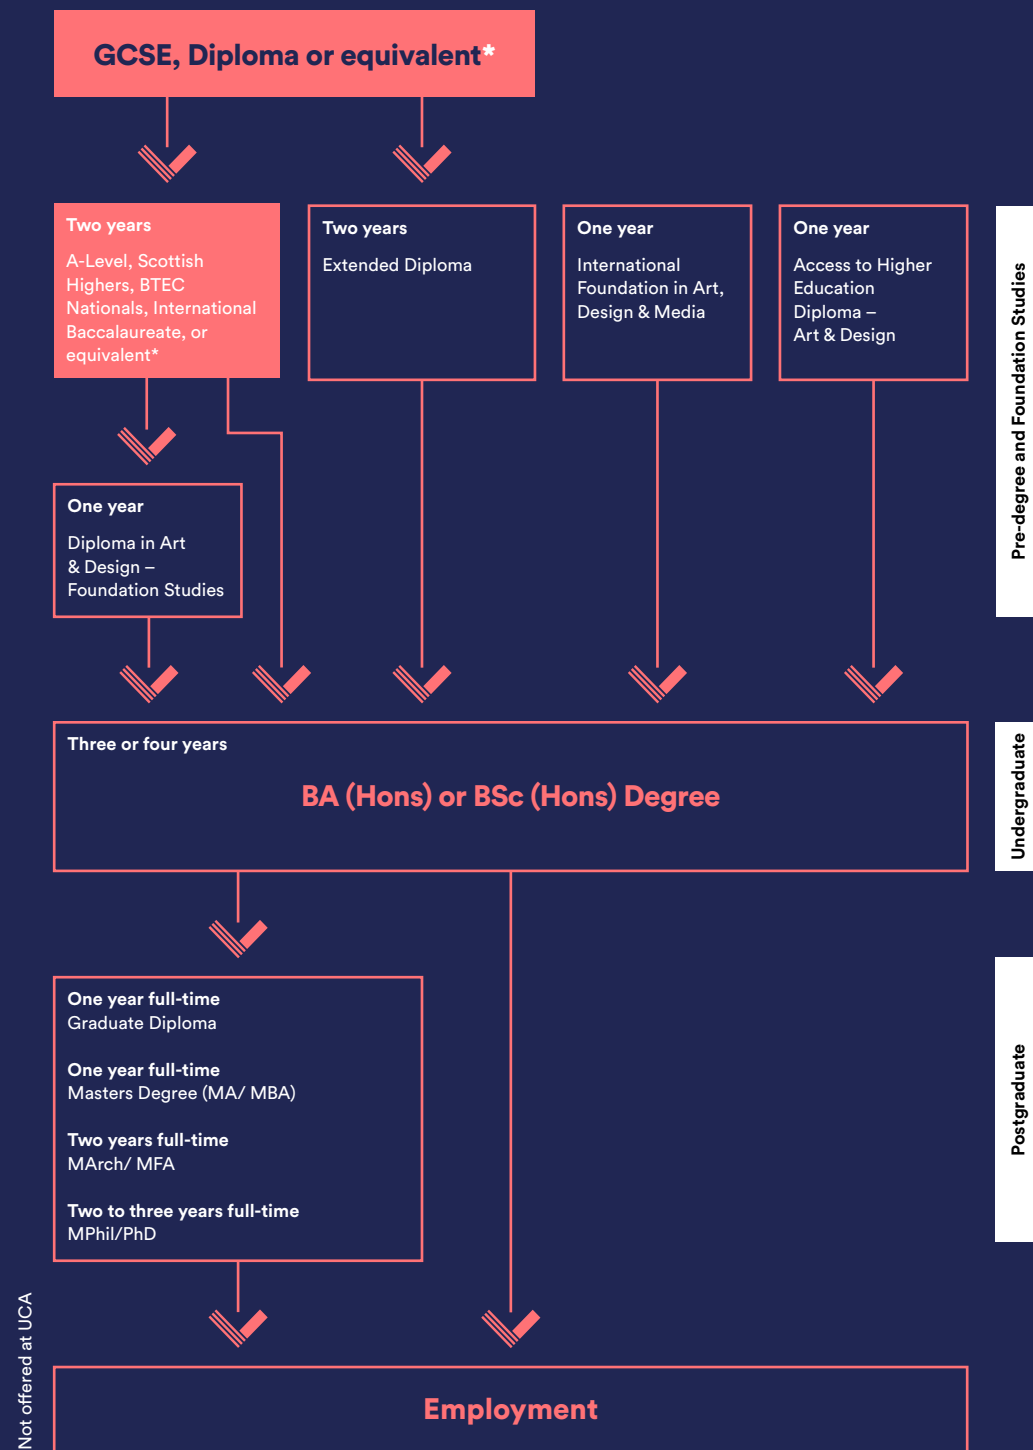 GCSE, Diploma or equivalent*
Two years
A-Level, Scottish
Highers, BTEC
Nationals, International
Baccalaureate, or
equivalent*
Two years
Extended Diploma
One year
International
Foundation in Art,
Design & Media
One year
Access to Higher
Education
Diploma –
Art & Design
Pre-degree and Foundation Studies
One year
Diploma in Art
& Design –
Foundation Studies
Three or four years
BA (Hons) or BSc (Hons) Degree
Undergraduate
One year full-time
Graduate Diploma
One year full-time
Masters Degree (MA/ MBA)
Two years full-time
MArch/ MFA
Two to three years full-time
MPhil/PhD
Postgraduate
Not offered at UCA
Employment